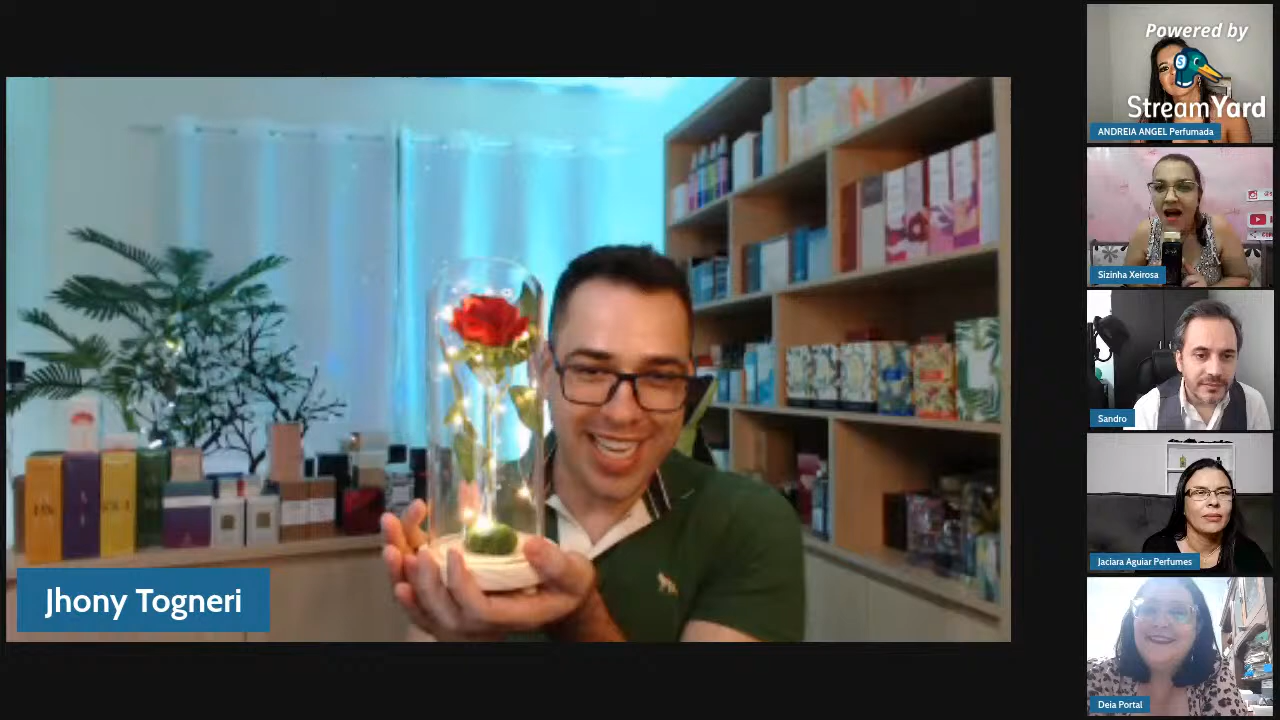 Jhony Togneri
Powered by
StreamYard
ANDREIA ANGEL Perfumada
Sizinha Xeirosa
Sandro
Jaciara Aguiar Perfumes
Deia Portal